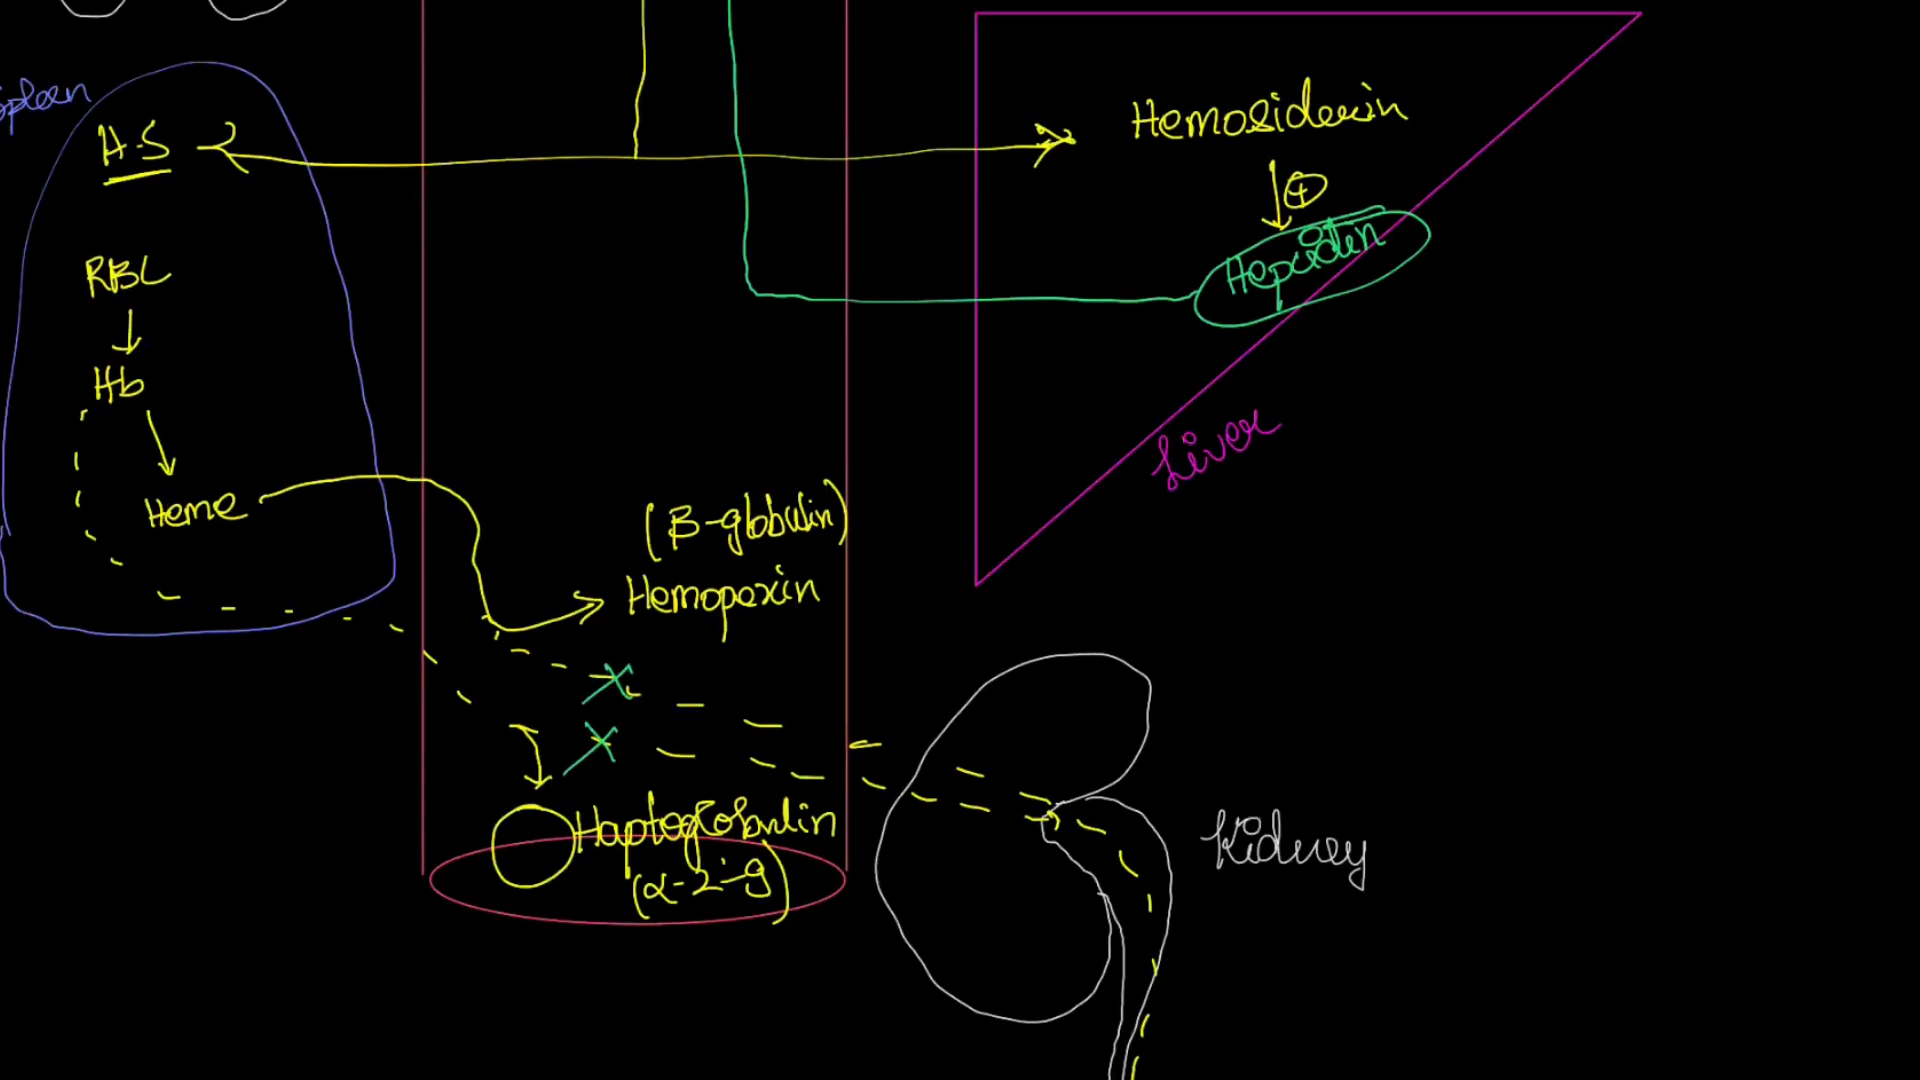 Spleen
H-S
RBC
Hb
Heme
Hemosiderin
+
Hepcidin
Liver
(β-globulin)
Hemopexin
Haptoglobulin
(α-2-g)
Kidney